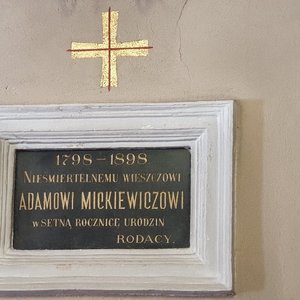 1798 – 1898
NIEŚMIERTELNEMU WIESZCZOWI
ADAMOWI MICKIEWICZOWI
W SETNĄ ROCZNICĘ URODZIN
RODACY.